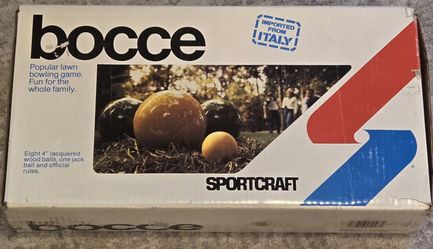 bocce
Popular lawn
bowling game.
Fun for the
whole family.
IMPORTED
FROM
ITALY
Eight 4" lacquered
wood balls, one jack
ball and official
rules.
SPORTCRAFT
bocce